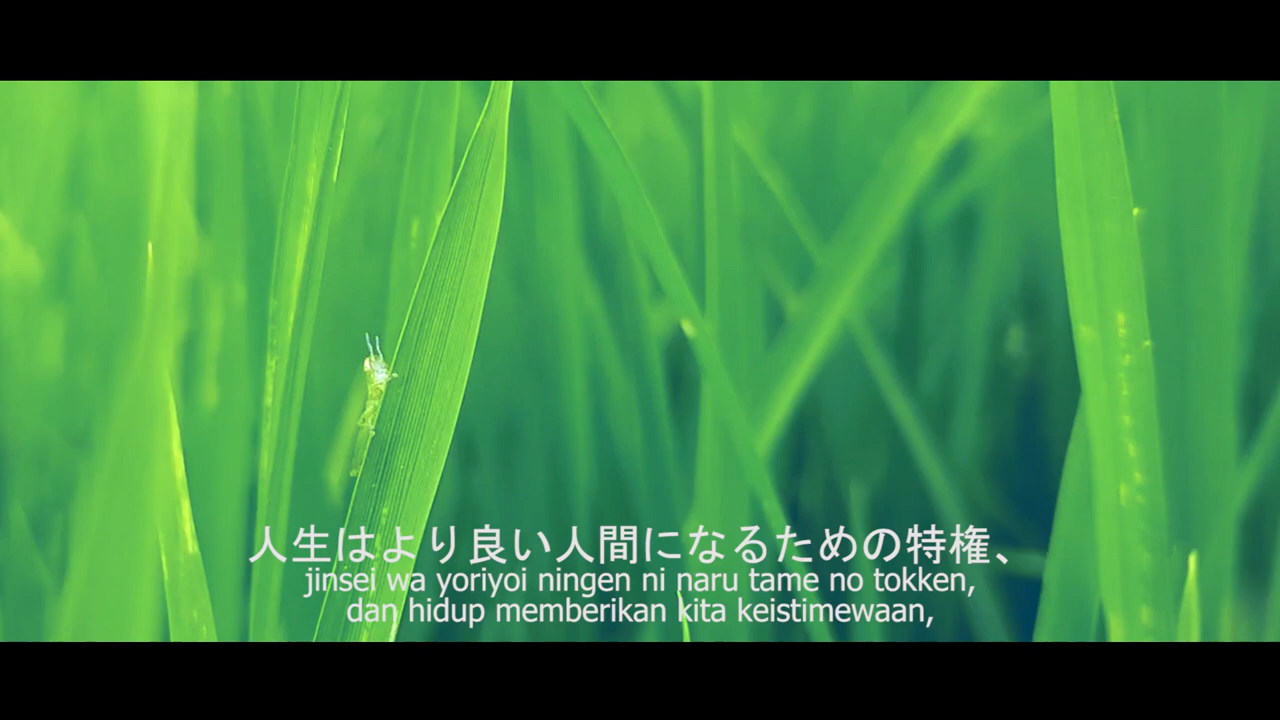 人生はより良い人間になるための特権、
jinsei wa yoriyoi ningen ni naru tame no tokken,
dan hidup memberikan kita keistimewaan,